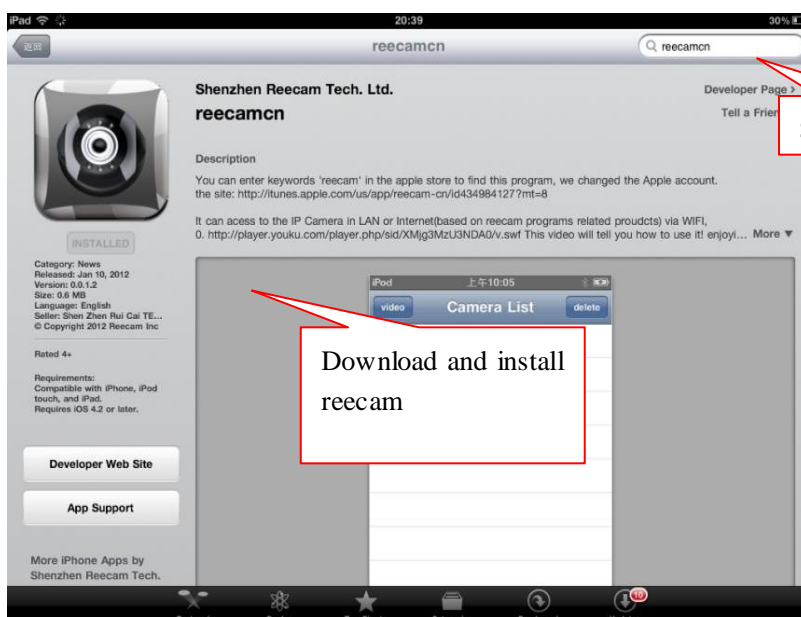 iPad 20:39 30%
返回 reecamcn reecamcn
Shenzhen Reecam Tech. Ltd. Developer Page >
reecamcn Tell a Frien
Description
You can enter keywords 'reecam' in the apple store to find this program, we changed the Apple account.
the site: http://itunes.apple.com/us/app/reecam-cn/id434984127?mt=8
It can acess to the IP Camera in LAN or Internet(based on reecam programs related proudcts) via WIFI,
0. http://player.youku.com/player.php/sid/XMjg3MzU3NDA0/v.swf This video will tell you how to use it! enjoyi... More ▼
INSTALLED
Category: News
Released: Jan 10, 2012
Version: 0.0.1.2
Size: 0.6 MB
Language: English
Seller: Shen Zhen Rui Cai TE...
© Copyright 2012 Reecam Inc
Rated 4+
Requirements:
Compatible with iPhone, iPod
touch, and iPad.
Requires iOS 4.2 or later.
Developer Web Site
App Support
More iPhone Apps by
Shenzhen Reecam Tech.
iPod 上午10:05
video Camera List delete
Download and install
reecam
10